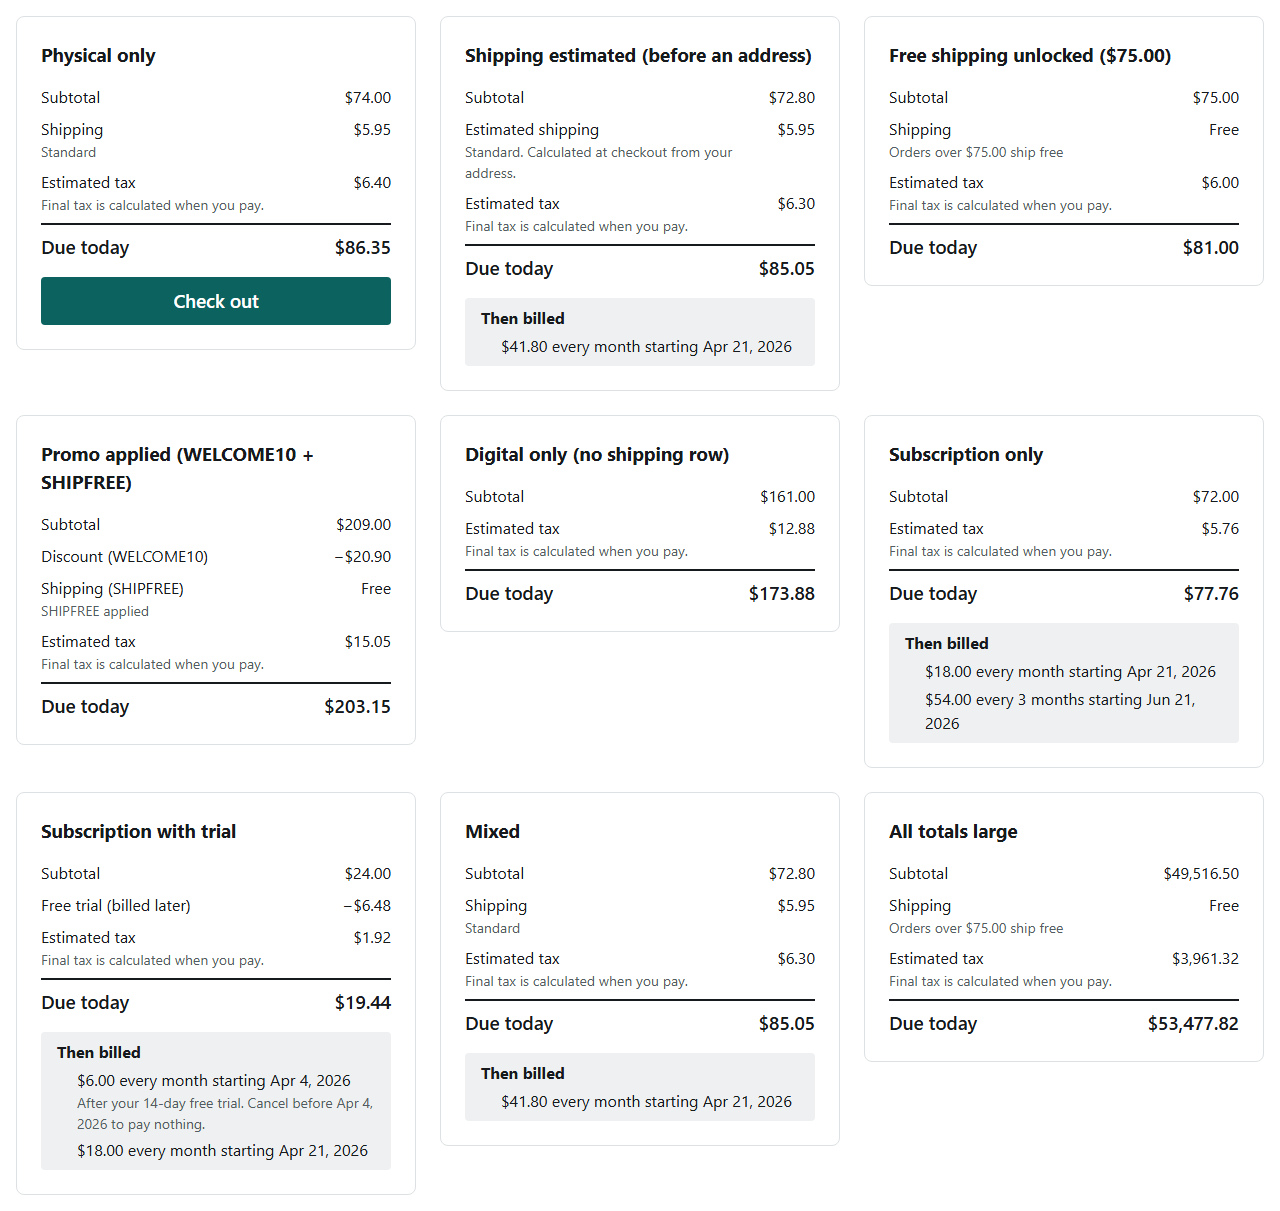 Physical only
Subtotal $74.00
Shipping $5.95
Standard
Estimated tax $6.40
Final tax is calculated when you pay.
Due today $86.35
Check out
Shipping estimated (before an address)
Subtotal $72.80
Estimated shipping $5.95
Standard. Calculated at checkout from your
address.
Estimated tax $6.30
Final tax is calculated when you pay.
Due today $85.05
Then billed
$41.80 every month starting Apr 21, 2026
Free shipping unlocked ($75.00)
Subtotal $75.00
Shipping Free
Orders over $75.00 ship free
Estimated tax $6.00
Final tax is calculated when you pay.
Due today $81.00
Promo applied (WELCOME10 +
SHIPFREE)
Subtotal $209.00
Discount (WELCOME10) −$20.90
Shipping (SHIPFREE) Free
SHIPFREE applied
Estimated tax $15.05
Final tax is calculated when you pay.
Due today $203.15
Digital only (no shipping row)
Subtotal $161.00
Estimated tax $12.88
Final tax is calculated when you pay.
Due today $173.88
Subscription only
Subtotal $72.00
Estimated tax $5.76
Final tax is calculated when you pay.
Due today $77.76
Then billed
$18.00 every month starting Apr 21, 2026
$54.00 every 3 months starting Jun 21,
2026
Subscription with trial
Subtotal $24.00
Free trial (billed later) −$6.48
Estimated tax $1.92
Final tax is calculated when you pay.
Due today $19.44
Then billed
$6.00 every month starting Apr 4, 2026
After your 14-day free trial. Cancel before Apr 4,
2026 to pay nothing.
$18.00 every month starting Apr 21, 2026
Mixed
Subtotal $72.80
Shipping $5.95
Standard
Estimated tax $6.30
Final tax is calculated when you pay.
Due today $85.05
Then billed
$41.80 every month starting Apr 21, 2026
All totals large
Subtotal $49,516.50
Shipping Free
Orders over $75.00 ship free
Estimated tax $3,961.32
Final tax is calculated when you pay.
Due today $53,477.82